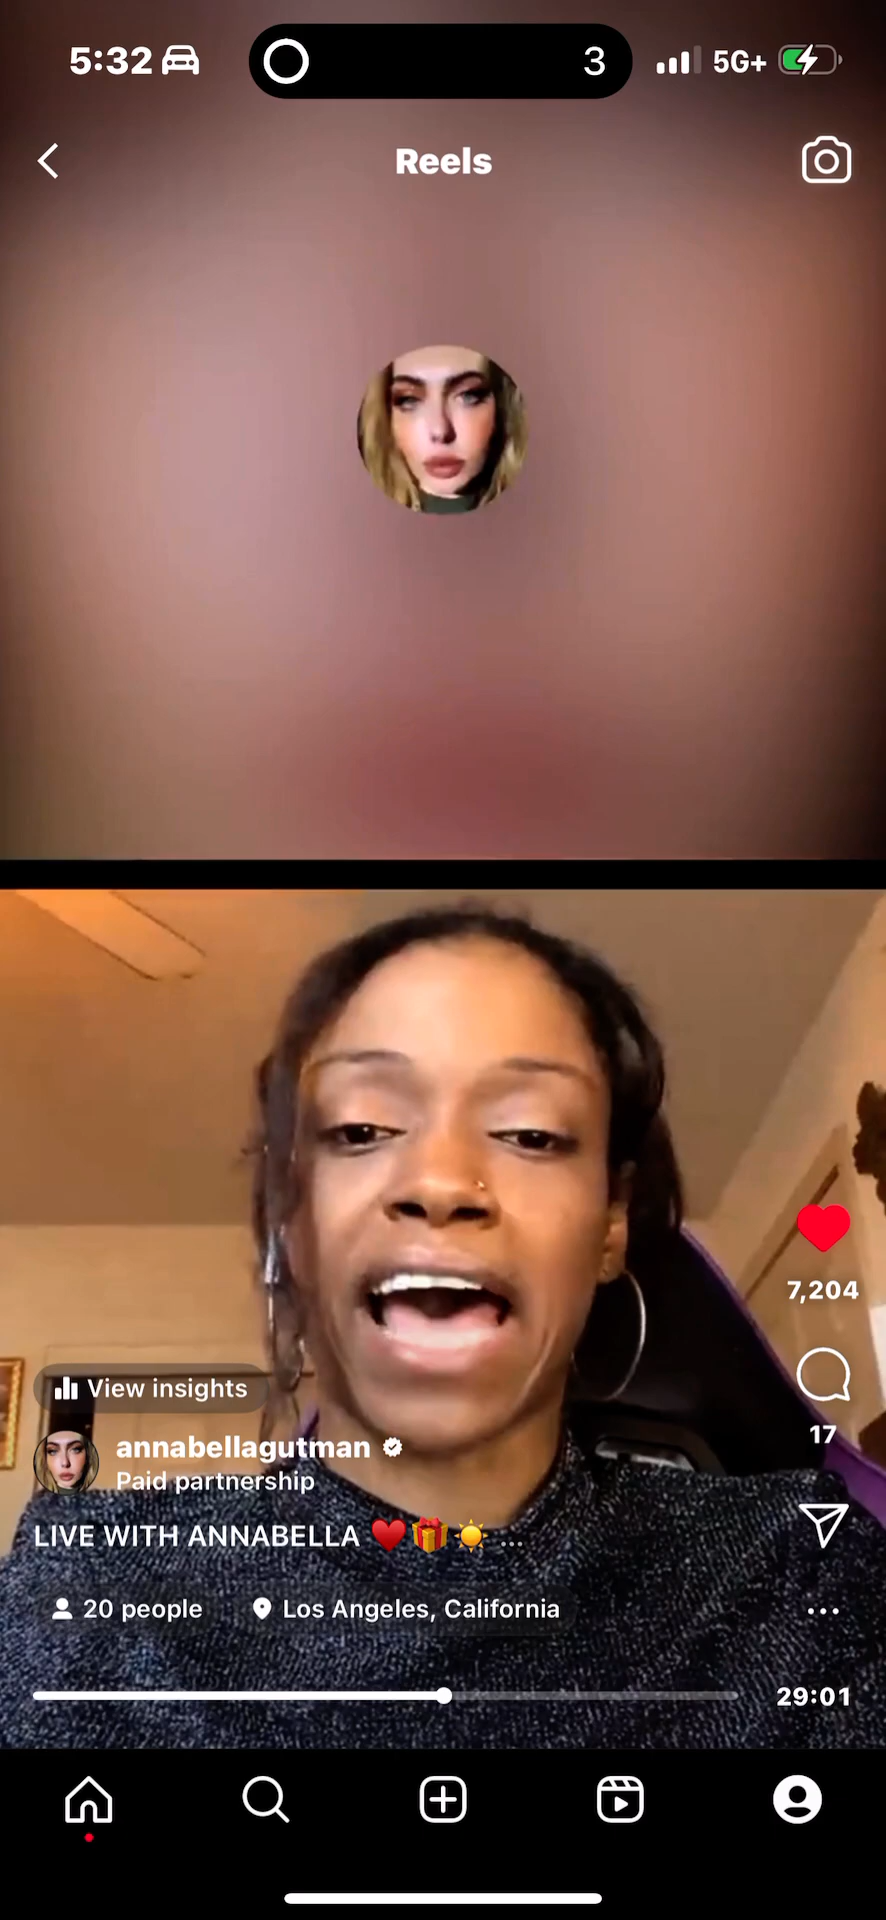 5:32
3
5G+
Reels
7,204
View insights
17
annabellagutman
Paid partnership
LIVE WITH ANNABELLA ❤️🎁☀️ ...
20 people
Los Angeles, California
29:01